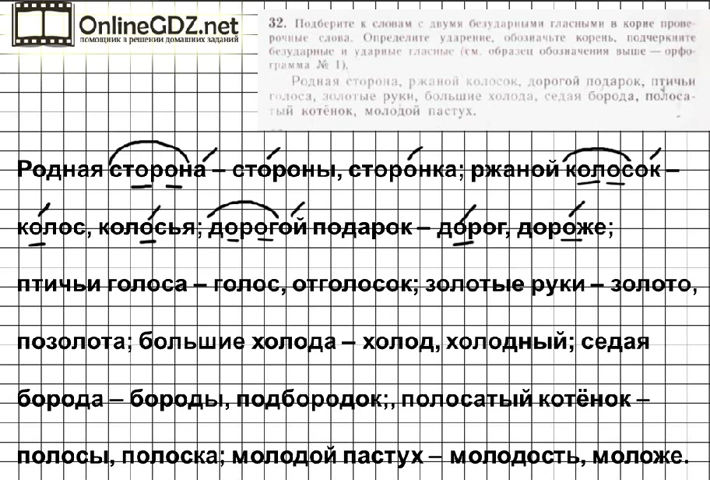 OnlineGDZ.net
помощник в решении домашних заданий
32. Подберите к словам с двумя безударными гласными в корне прове-
рочные слова. Определите ударение, обозначьте корень, подчеркните
безударные и ударные гласные (см. образец обозначения выше — орфо-
грамма № 1).
Родная сторона, ржаной колосок, дорогой подарок, птичьи
голоса, золотые руки, большие холода, седая борода, полоса-
тый котёнок, молодой пастух.
Родная сторона – стороны, сторонка; ржаной колосок –
колос, колосья; дорогой подарок – дорог, дороже;
птичьи голоса – голос, отголосок; золотые руки – золото,
позолота; большие холода – холод, холодный; седая
борода – бороды, подбородок;, полосатый котёнок –
полосы, полоска; молодой пастух – молодость, моложе.